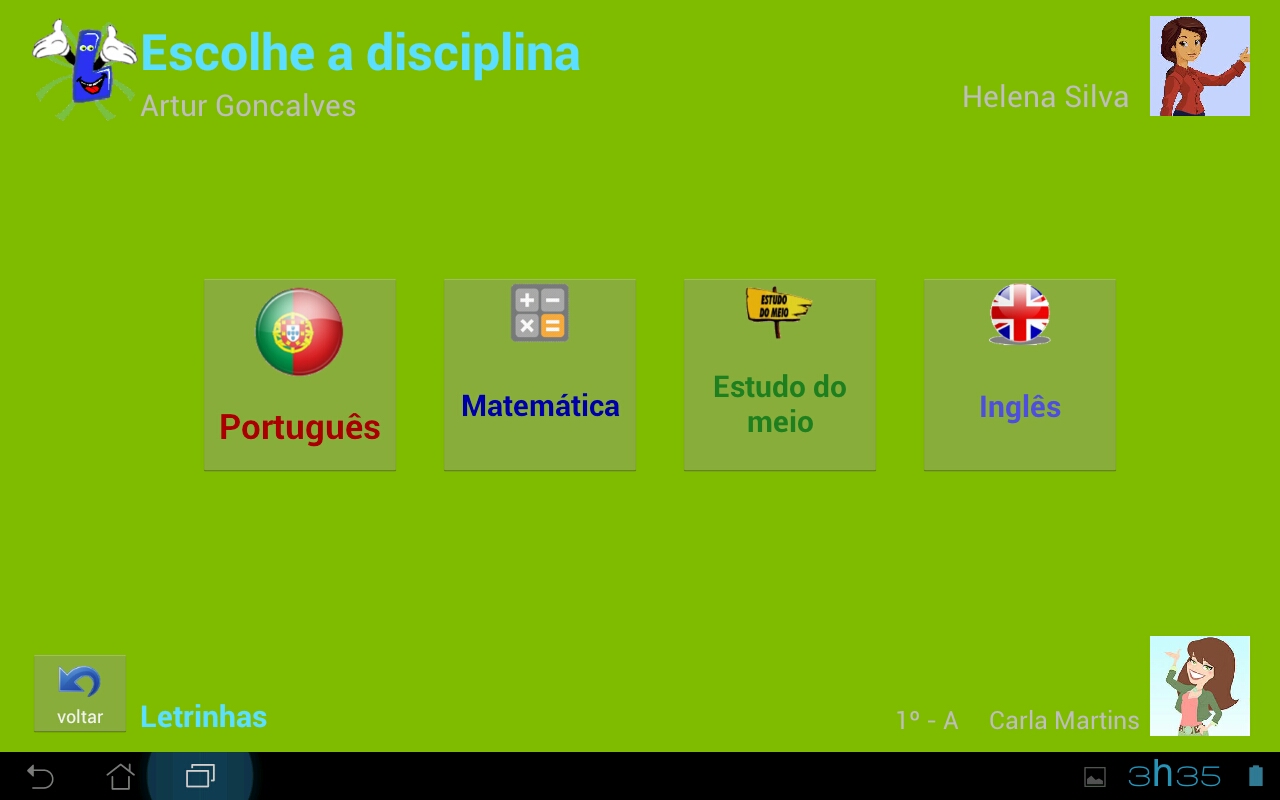 Escolhe a disciplina
Artur Goncalves
Helena Silva
Português
Matemática
ESTUDO
DO MEIO
Estudo do
meio
Inglês
voltar
Letrinhas
1º - A
Carla Martins
3h35